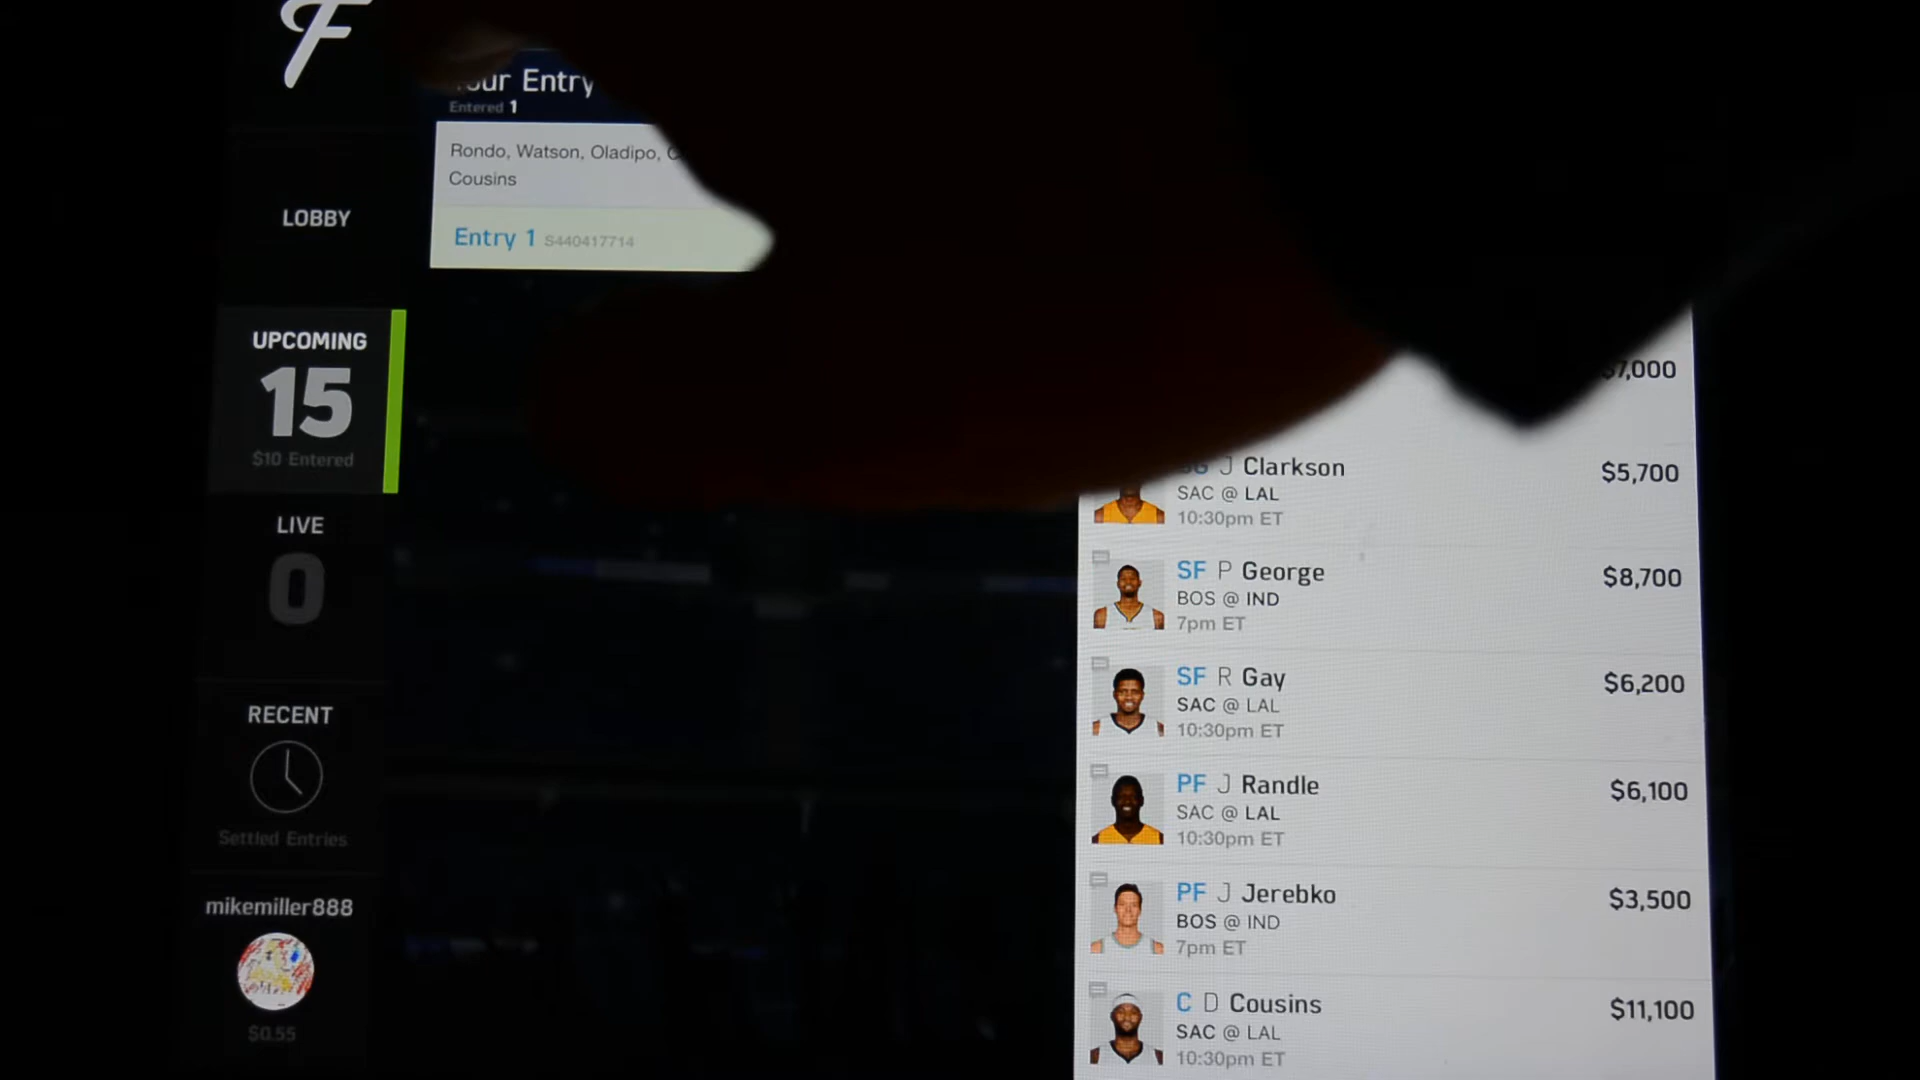 F
LOBBY
UPCOMING
15
$10 Entered
LIVE
0
RECENT
Settled Entries
mikemiller888
$0.55
Entry
Entered 1
Rondo, Watson, Oladipo,
Cousins
Entry 1 S440417714
$7,000
SG J Clarkson
SAC @ LAL
10:30pm ET
$5,700
SF P George
BOS @ IND
7pm ET
$8,700
SF R Gay
SAC @ LAL
10:30pm ET
$6,200
PF J Randle
SAC @ LAL
10:30pm ET
$6,100
PF J Jerebko
BOS @ IND
7pm ET
$3,500
C D Cousins
SAC @ LAL
10:30pm ET
$11,100